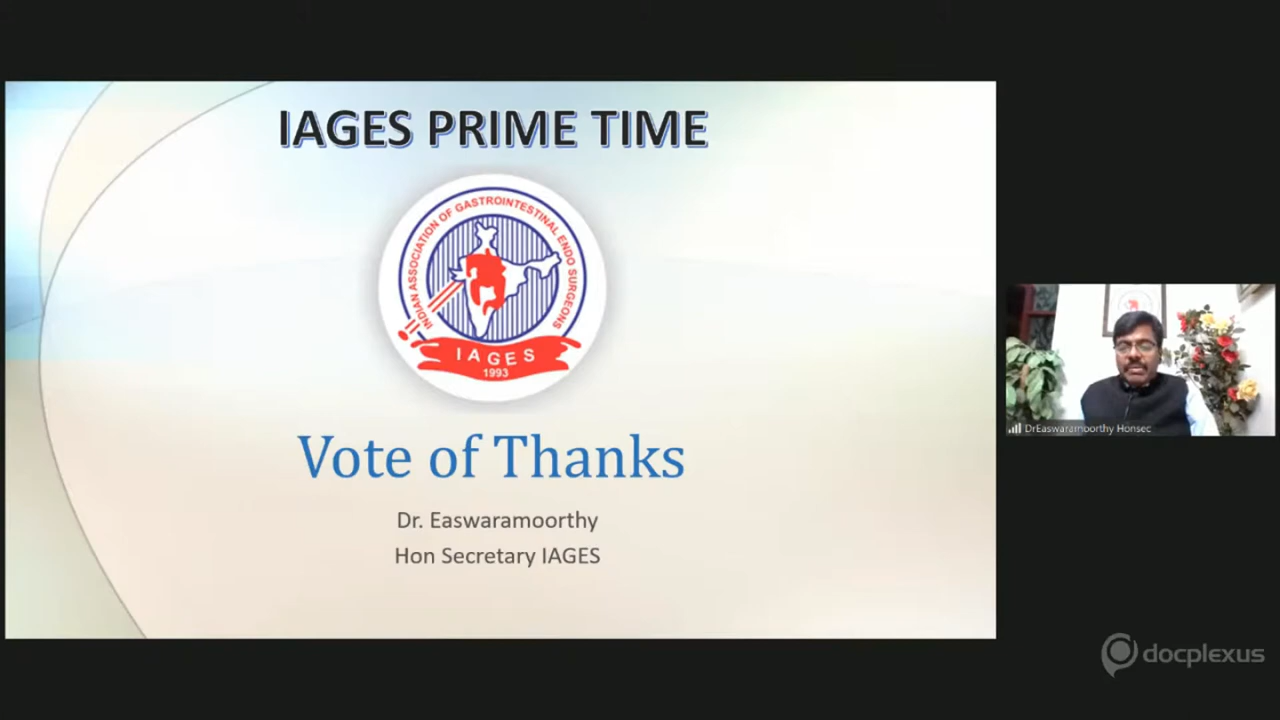 IAGES PRIME TIME
INDIAN ASSOCIATION OF GASTROINTESTINAL ENDO SURGEONS
IAGES
1993
Vote of Thanks
Dr. Easwaramoorthy
Hon Secretary IAGES
DrEaswaramoorthy Honsec
docplexus